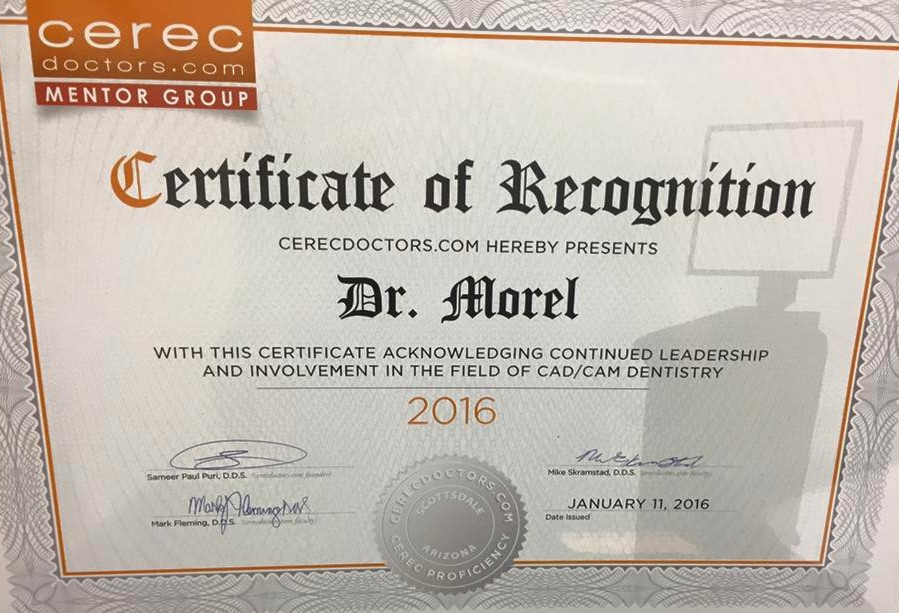 cerec
doctors.com
MENTOR GROUP
Certificate of Recognition
CERECDOCTORS.COM HEREBY PRESENTS
Dr. Morel
WITH THIS CERTIFICATE ACKNOWLEDGING CONTINUED LEADERSHIP
AND INVOLVEMENT IN THE FIELD OF CAD/CAM DENTISTRY
2016
Sameer Paul Puri, D.D.S.
Mike Skramstad, D.D.S.
Mark Fleming, D.D.S.
JANUARY 11, 2016
Date Issued
CEREC DOCTORS.COM
SCOTTSDALE
ARIZONA
CEREC PROFICIENCY